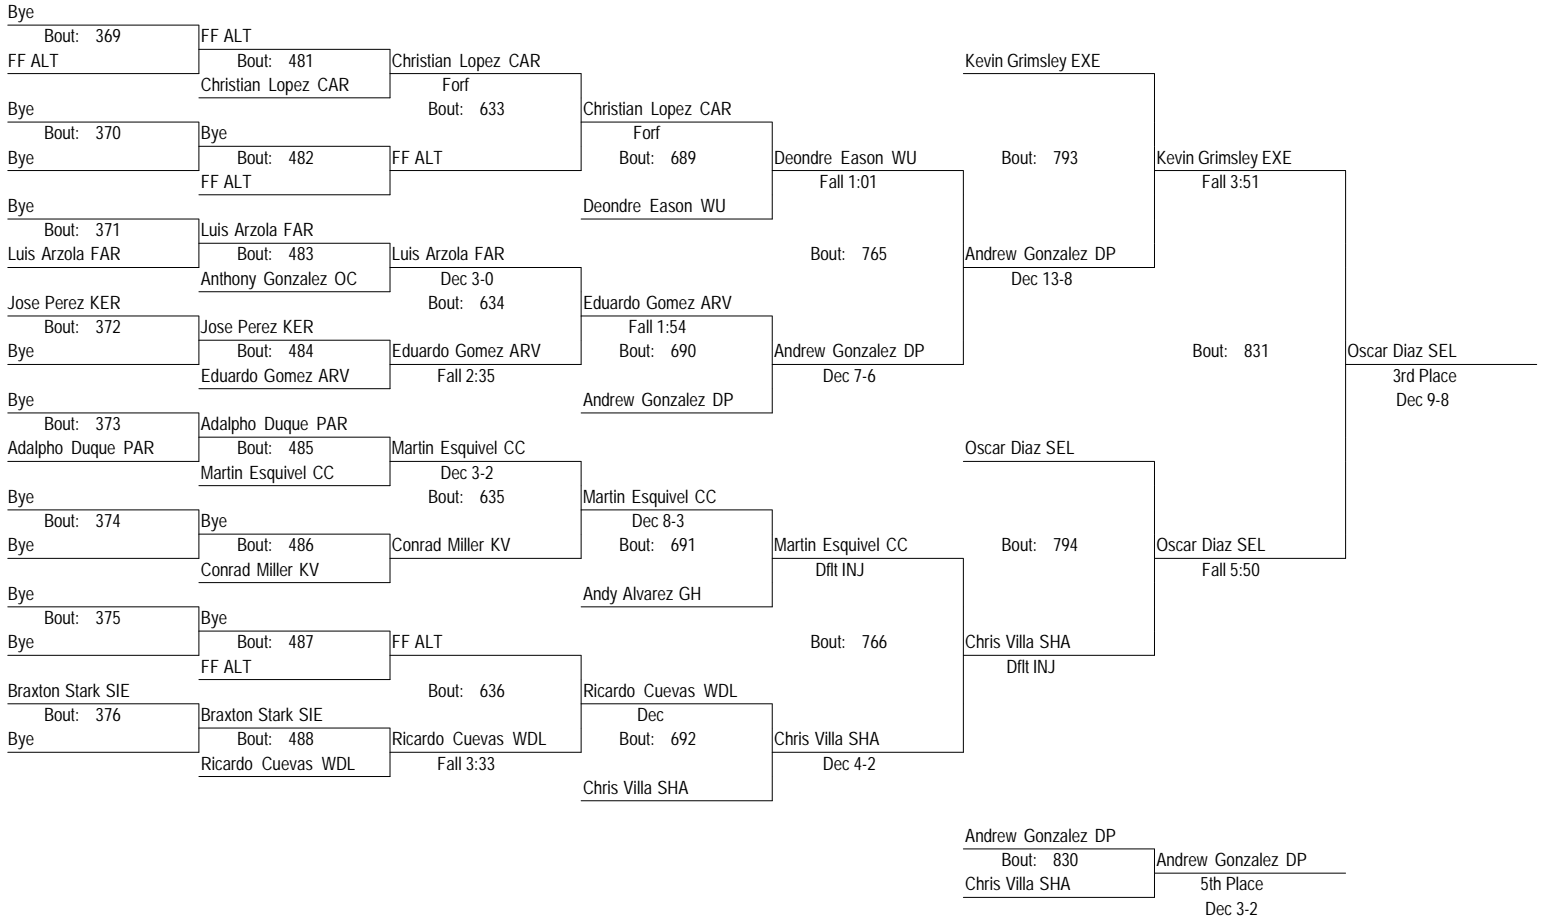 Bye
Bout: 369
FF ALT
FF ALT
Bout: 481
Christian Lopez CAR
Christian Lopez CAR
Forf
Bout: 633
Bye
Bout: 370
Bye
Bye
Bout: 482
FF ALT
FF ALT
Christian Lopez CAR
Forf
Bout: 689
Deondre Eason WU
Deondre Eason WU
Fall 1:01
Bye
Bout: 371
Luis Arzola FAR
Luis Arzola FAR
Bout: 483
Anthony Gonzalez OC
Luis Arzola FAR
Dec 3-0
Bout: 634
Jose Perez KER
Bout: 372
Bye
Jose Perez KER
Bout: 484
Eduardo Gomez ARV
Eduardo Gomez ARV
Fall 2:35
Eduardo Gomez ARV
Fall 1:54
Bout: 690
Andrew Gonzalez DP
Andrew Gonzalez DP
Dec 7-6
Bout: 765
Kevin Grimsley EXE
Bout: 793
Andrew Gonzalez DP
Dec 13-8
Kevin Grimsley EXE
Fall 3:51
Bye
Bout: 373
Adalpho Duque PAR
Adalpho Duque PAR
Bout: 485
Martin Esquivel CC
Martin Esquivel CC
Dec 3-2
Bout: 635
Bye
Bout: 374
Bye
Bye
Bout: 486
Conrad Miller KV
Conrad Miller KV
Martin Esquivel CC
Dec 8-3
Bout: 691
Andy Alvarez GH
Martin Esquivel CC
Dflt INJ
Bye
Bout: 375
Bye
Bye
Bout: 487
FF ALT
FF ALT
Bout: 636
Braxton Stark SIE
Bout: 376
Bye
Braxton Stark SIE
Bout: 488
Ricardo Cuevas WDL
Ricardo Cuevas WDL
Fall 3:33
Ricardo Cuevas WDL
Dec
Bout: 692
Chris Villa SHA
Chris Villa SHA
Dec 4-2
Bout: 766
Oscar Diaz SEL
Bout: 794
Chris Villa SHA
Dflt INJ
Oscar Diaz SEL
Fall 5:50
Bout: 831
Oscar Diaz SEL
3rd Place
Dec 9-8
Andrew Gonzalez DP
Bout: 830
Chris Villa SHA
Andrew Gonzalez DP
5th Place
Dec 3-2